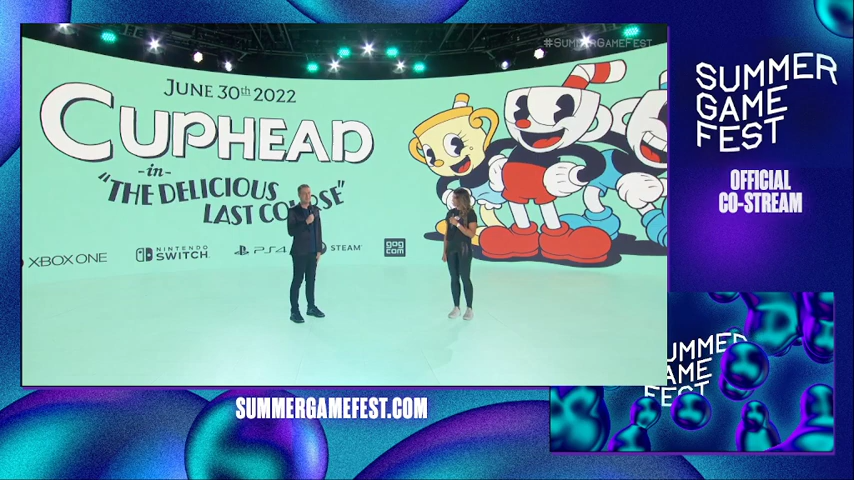 #SUMMERGAMEFEST
JUNE 30th 2022
CUPHEAD
-in-
"THE DELICIOUS
LAST COURSE"
XBOX ONE
NINTENDO
SWITCH
PS4
STEAM
gog
com
SUMMER
GAME
FEST
OFFICIAL
CO-STREAM
SUMMER
GAME
FEST
SUMMERGAMEFEST.COM